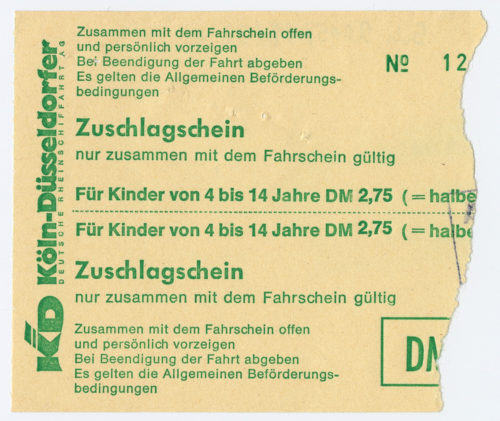 Zusammen mit dem Fahrschein offen
und persönlich vorzeigen
Bei Beendigung der Fahrt abgeben
Es gelten die Allgemeinen Beförderungs-
bedingungen
Nº 12
Zuschlagschein
nur zusammen mit dem Fahrschein gültig
Für Kinder von 4 bis 14 Jahre DM 2,75 (=halbe
Für Kinder von 4 bis 14 Jahre DM 2,75 (=halbe
Zuschlagschein
nur zusammen mit dem Fahrschein gültig
Zusammen mit dem Fahrschein offen
und persönlich vorzeigen
Bei Beendigung der Fahrt abgeben
Es gelten die Allgemeinen Beförderungs-
bedingungen
DM
KD Köln-Düsseldorfer
DEUTSCHE RHEINSCHIFFAHRT AG